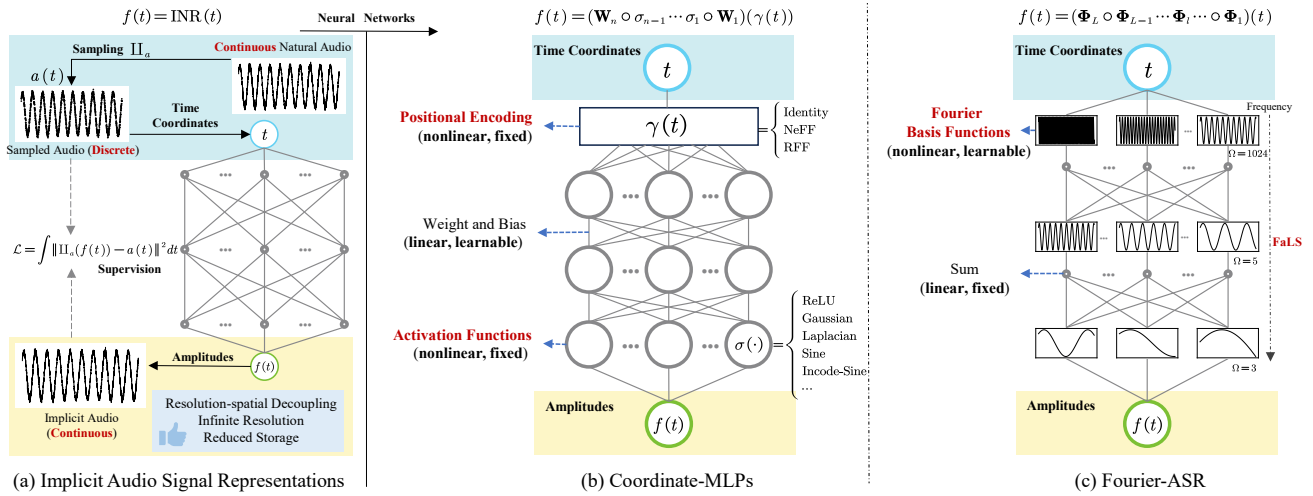 f(t)=INR(t)
Neural Networks
Sampling Ш_a
Continuous Natural Audio
a(t)
Time
Coordinates
t
Sampled Audio (Discrete)
ℒ=∫‖Ш_a(f(t))−a(t)‖²dt
Supervision
Amplitudes
f(t)
Implicit Audio
(Continuous)
Resolution-spatial Decoupling
Infinite Resolution
Reduced Storage
(a) Implicit Audio Signal Representations
f(t)=(W_n∘σ_{n−1}⋯σ_1∘W_1)(γ(t))
Time Coordinates
t
Positional Encoding
(nonlinear, fixed)
γ(t)
=
Identity
NeFF
RFF
Weight and Bias
(linear, learnable)
Activation Functions
(nonlinear, fixed)
σ(·)
=
ReLU
Gaussian
Laplacian
Sine
Incode-Sine
...
Amplitudes
f(t)
(b) Coordinate-MLPs
f(t)=(Φ_L∘Φ_{L−1}⋯Φ_l⋯∘Φ_1)(t)
Time Coordinates
t
Frequency
Fourier
Basis Functions
(nonlinear, learnable)
Ω=1024
FaLS
Ω=5
Sum
(linear, fixed)
Ω=3
Amplitudes
f(t)
(c) Fourier-ASR